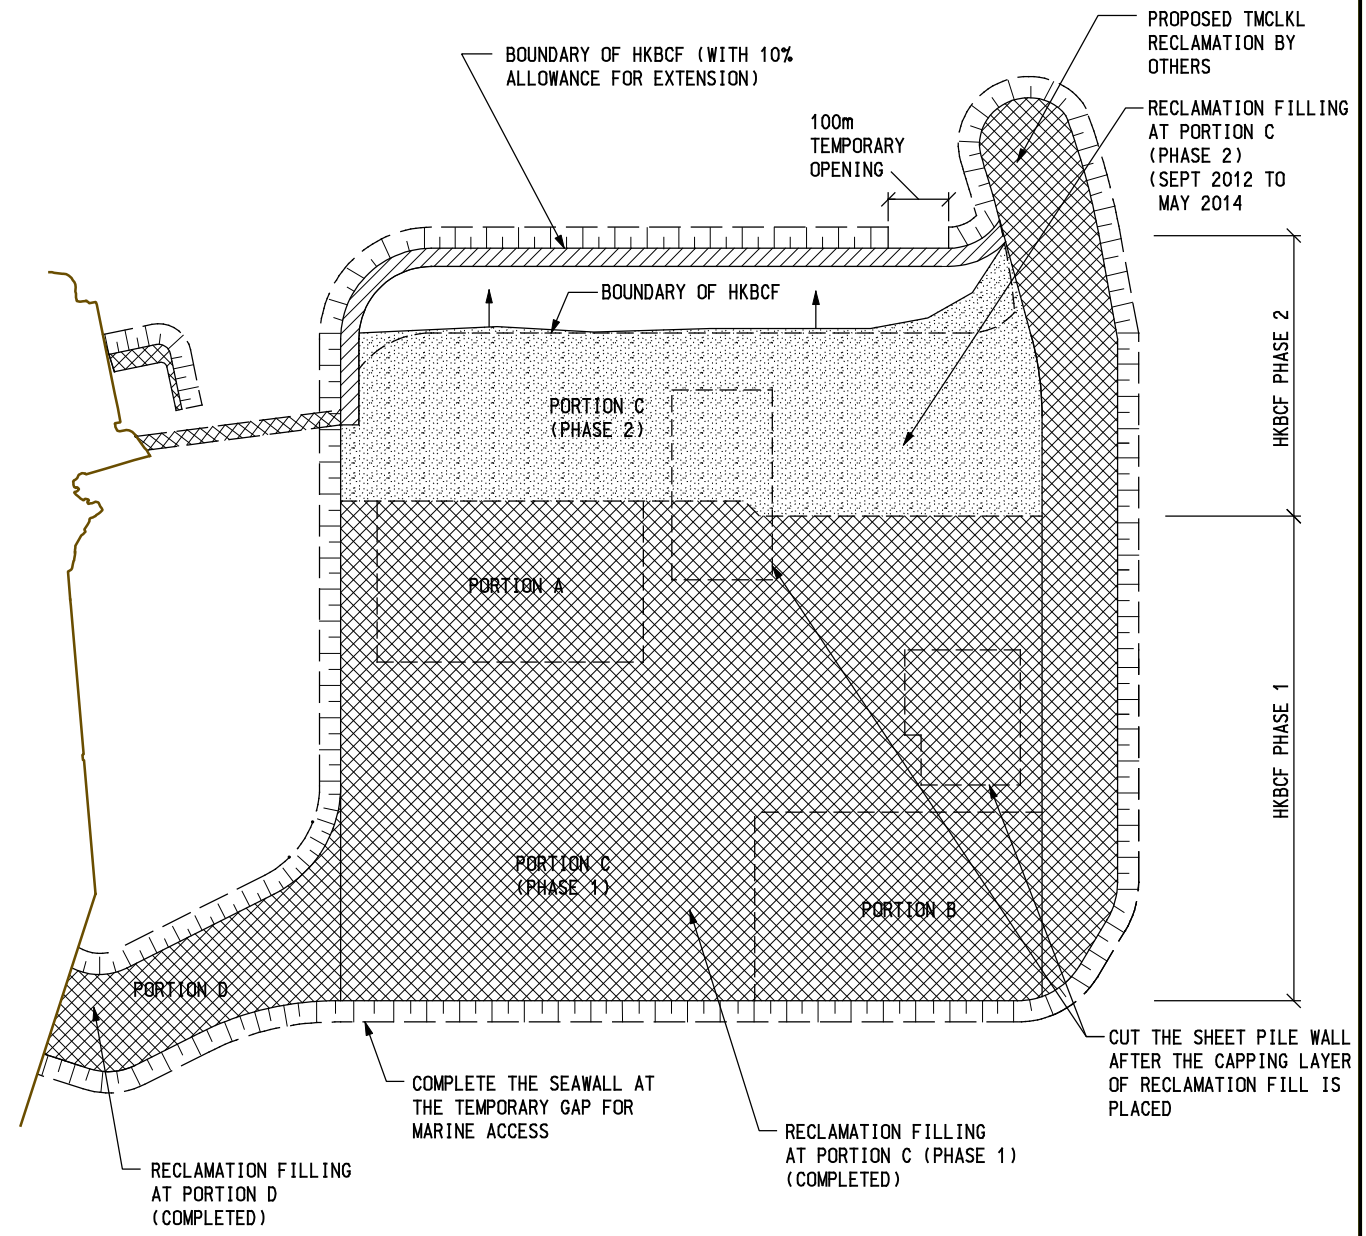 PROPOSED TMCLKL
RECLAMATION BY
OTHERS
BOUNDARY OF HKBCF (WITH 10%
ALLOWANCE FOR EXTENSION)
RECLAMATION FILLING
AT PORTION C
(PHASE 2)
(SEPT 2012 TO
MAY 2014
100m
TEMPORARY
OPENING
BOUNDARY OF HKBCF
HKBCF PHASE 2
PORTION C
(PHASE 2)
PORTION A
HKBCF PHASE 1
PORTION C
(PHASE 1)
PORTION B
PORTION D
CUT THE SHEET PILE WALL
AFTER THE CAPPING LAYER
OF RECLAMATION FILL IS
PLACED
COMPLETE THE SEAWALL AT
THE TEMPORARY GAP FOR
MARINE ACCESS
RECLAMATION FILLING
AT PORTION C (PHASE 1)
(COMPLETED)
RECLAMATION FILLING
AT PORTION D
(COMPLETED)